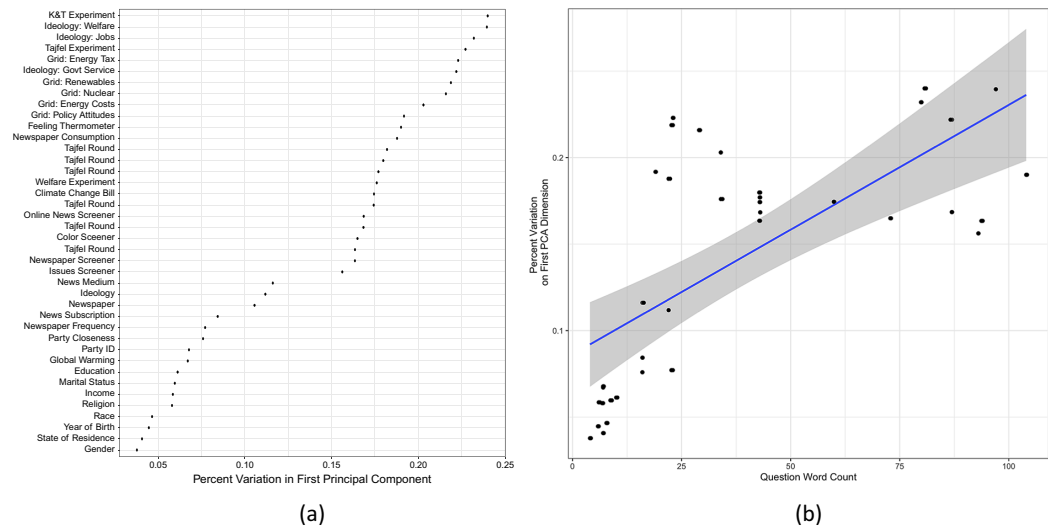 (a)
K&T Experiment
Ideology: Welfare
Ideology: Jobs
Tajfel Experiment
Grid: Energy Tax
Ideology: Govt Service
Grid: Renewables
Grid: Nuclear
Grid: Energy Costs
Grid: Policy Attitudes
Feeling Thermometer
Newspaper Consumption
Tajfel Round
Tajfel Round
Tajfel Round
Welfare Experiment
Climate Change Bill
Tajfel Round
Online News Screener
Tajfel Round
Color Sceener
Tajfel Round
Newspaper Screener
Issues Screener
News Medium
Ideology
Newspaper
News Subscription
Newspaper Frequency
Party Closeness
Party ID
Global Warming
Education
Marital Status
Income
Religion
Race
Year of Birth
State of Residence
Gender
0.05 0.10 0.15 0.20 0.25
Percent Variation in First Principal Component
(a)
(b)
Percent Variation
on First PCA Dimension
0.2
0.1
0 25 50 75 100
Question Word Count
(b)